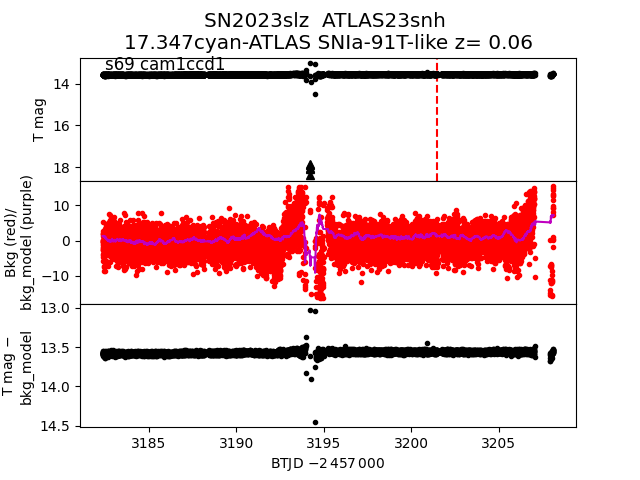 SN2023slz  ATLAS23snh
17.347cyan-ATLAS SNIa-91T-like z= 0.06
s69 cam1ccd1
14
16
18
T mag
10
0
−10
Bkg (red)/
bkg_model (purple)
13.0
13.5
14.0
14.5
T mag −
bkg_model
3185
3190
3195
3200
3205
BTJD −2 457 000